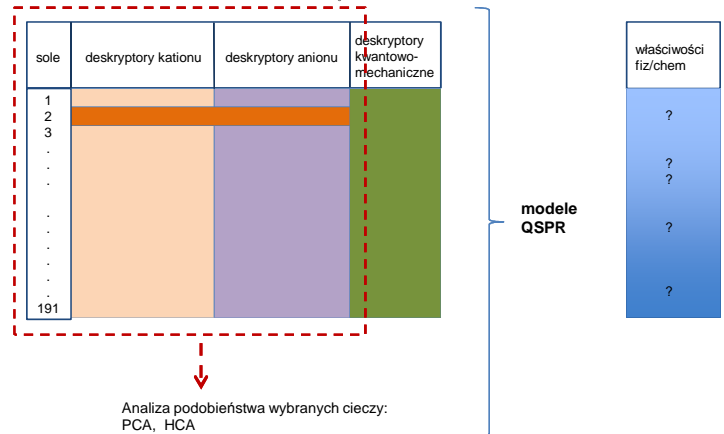 sole
deskryptory kationu
deskryptory anionu
deskryptory
kwantowo-
mechaniczne
właściwości
fiz/chem
1
2
3
.
.
.
.
.
.
.
.
191
?
?
?
?
?
modele
QSPR
Analiza podobieństwa wybranych cieczy:
PCA, HCA